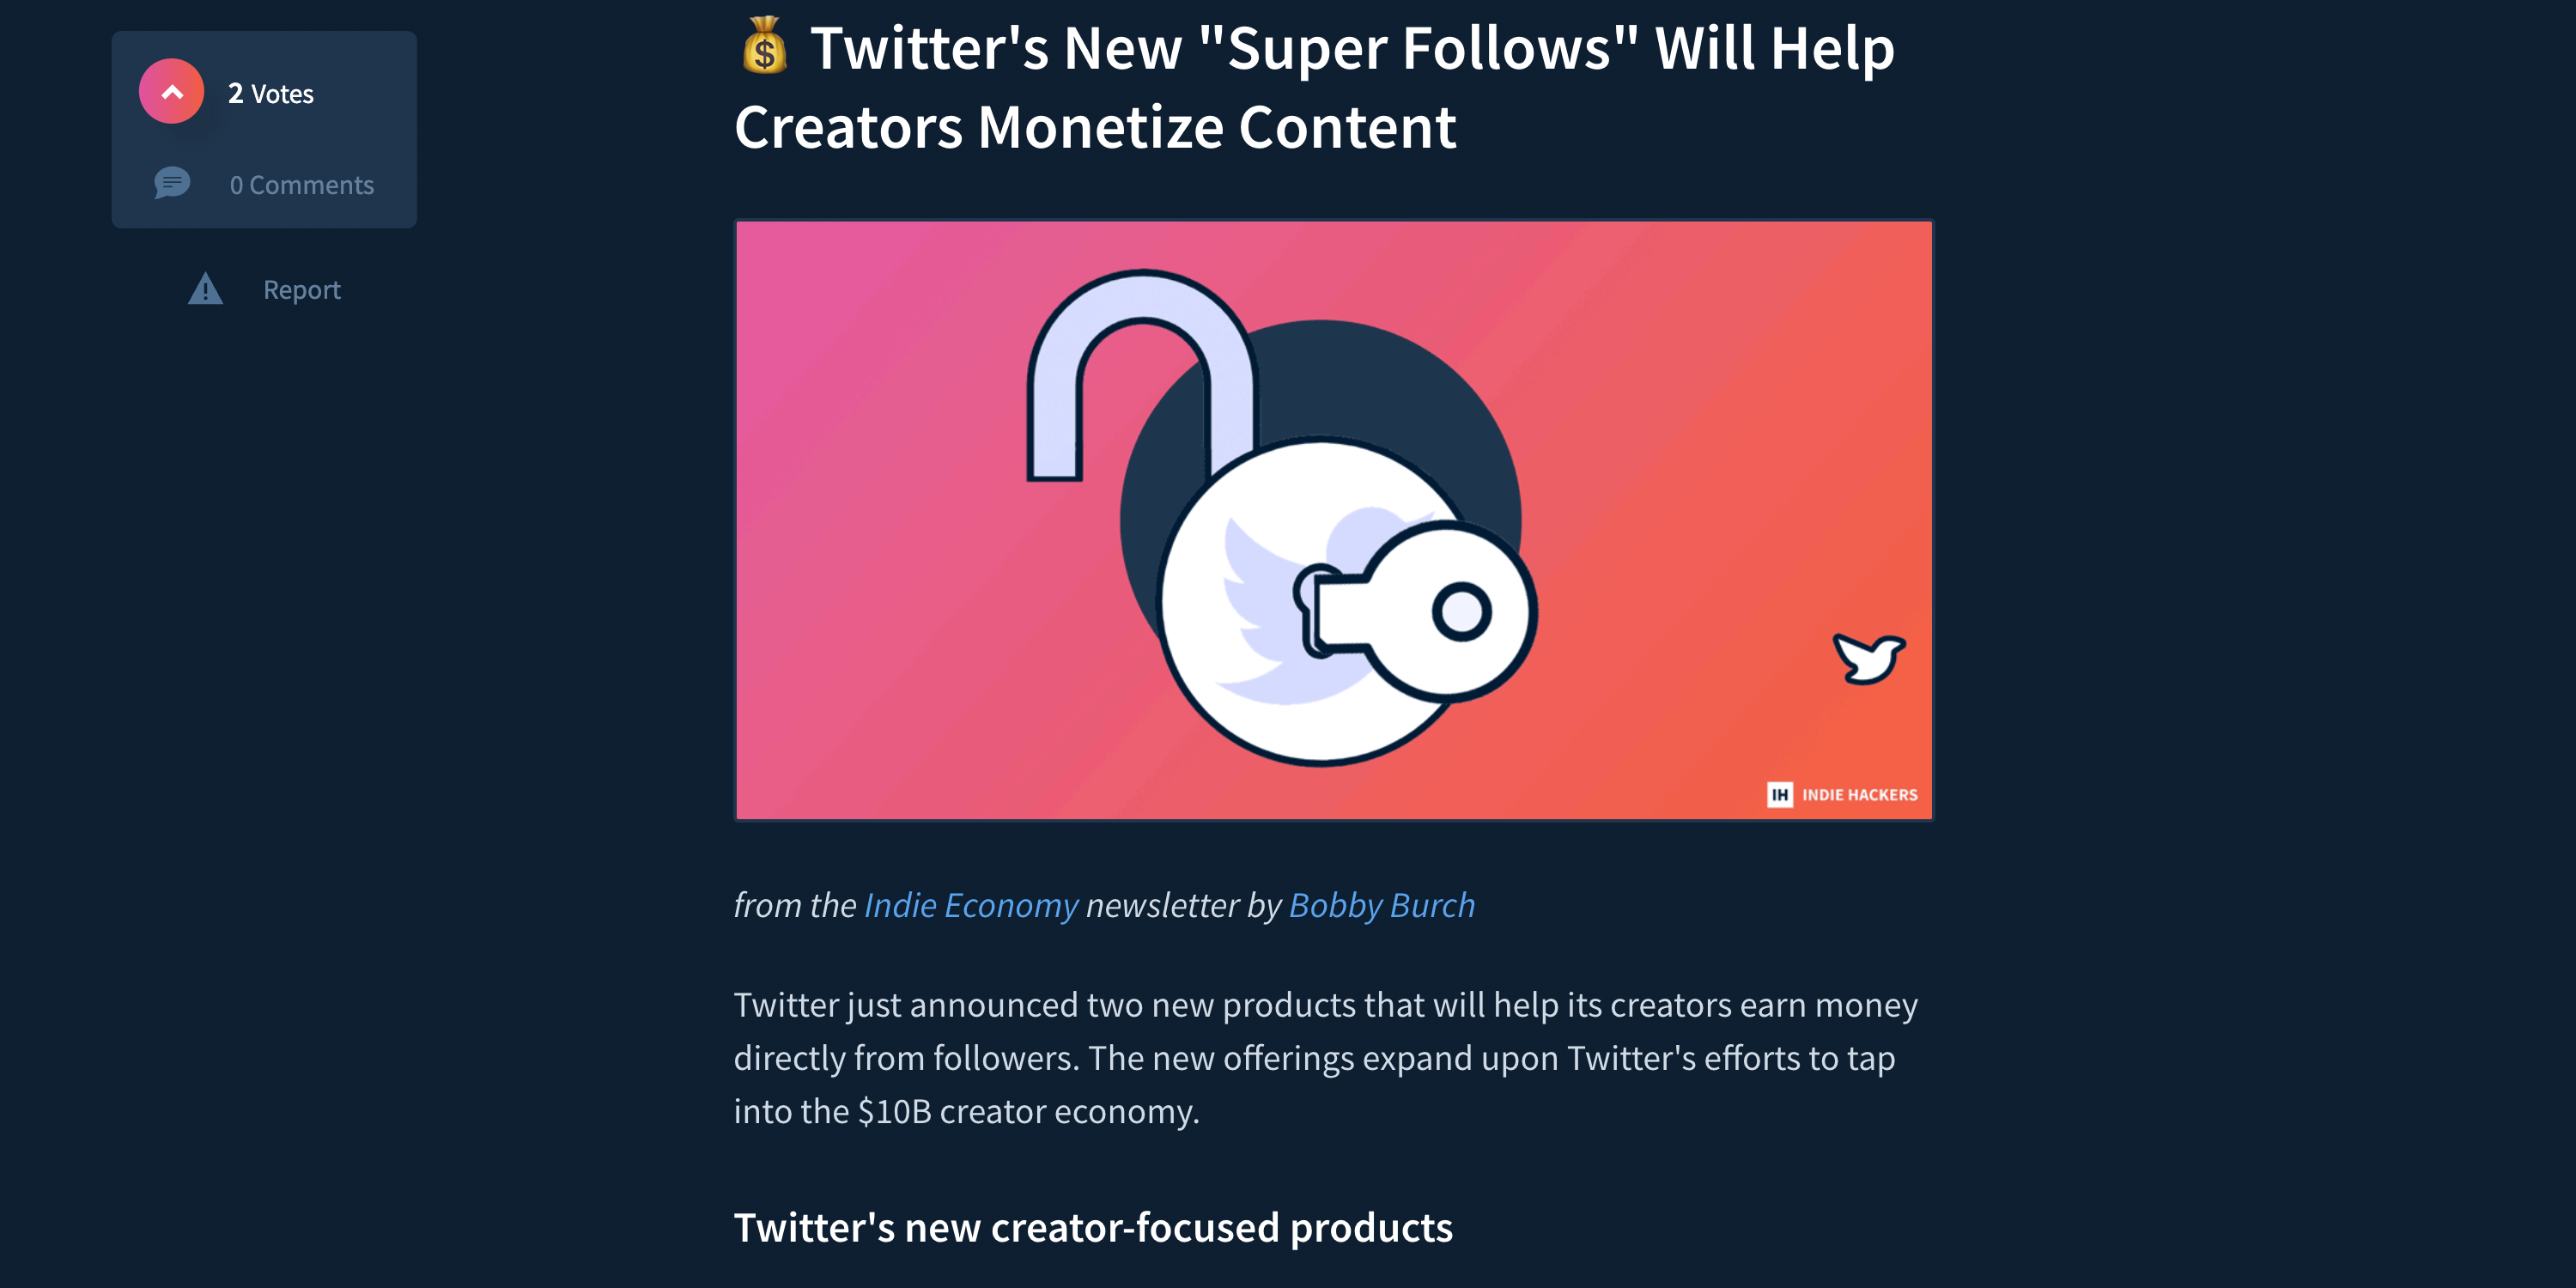 2 Votes
0 Comments
Report
💰 Twitter's New "Super Follows" Will Help
Creators Monetize Content
IH INDIE HACKERS
from the Indie Economy newsletter by Bobby Burch
Twitter just announced two new products that will help its creators earn money
directly from followers. The new offerings expand upon Twitter's efforts to tap
into the $10B creator economy.
Twitter's new creator-focused products